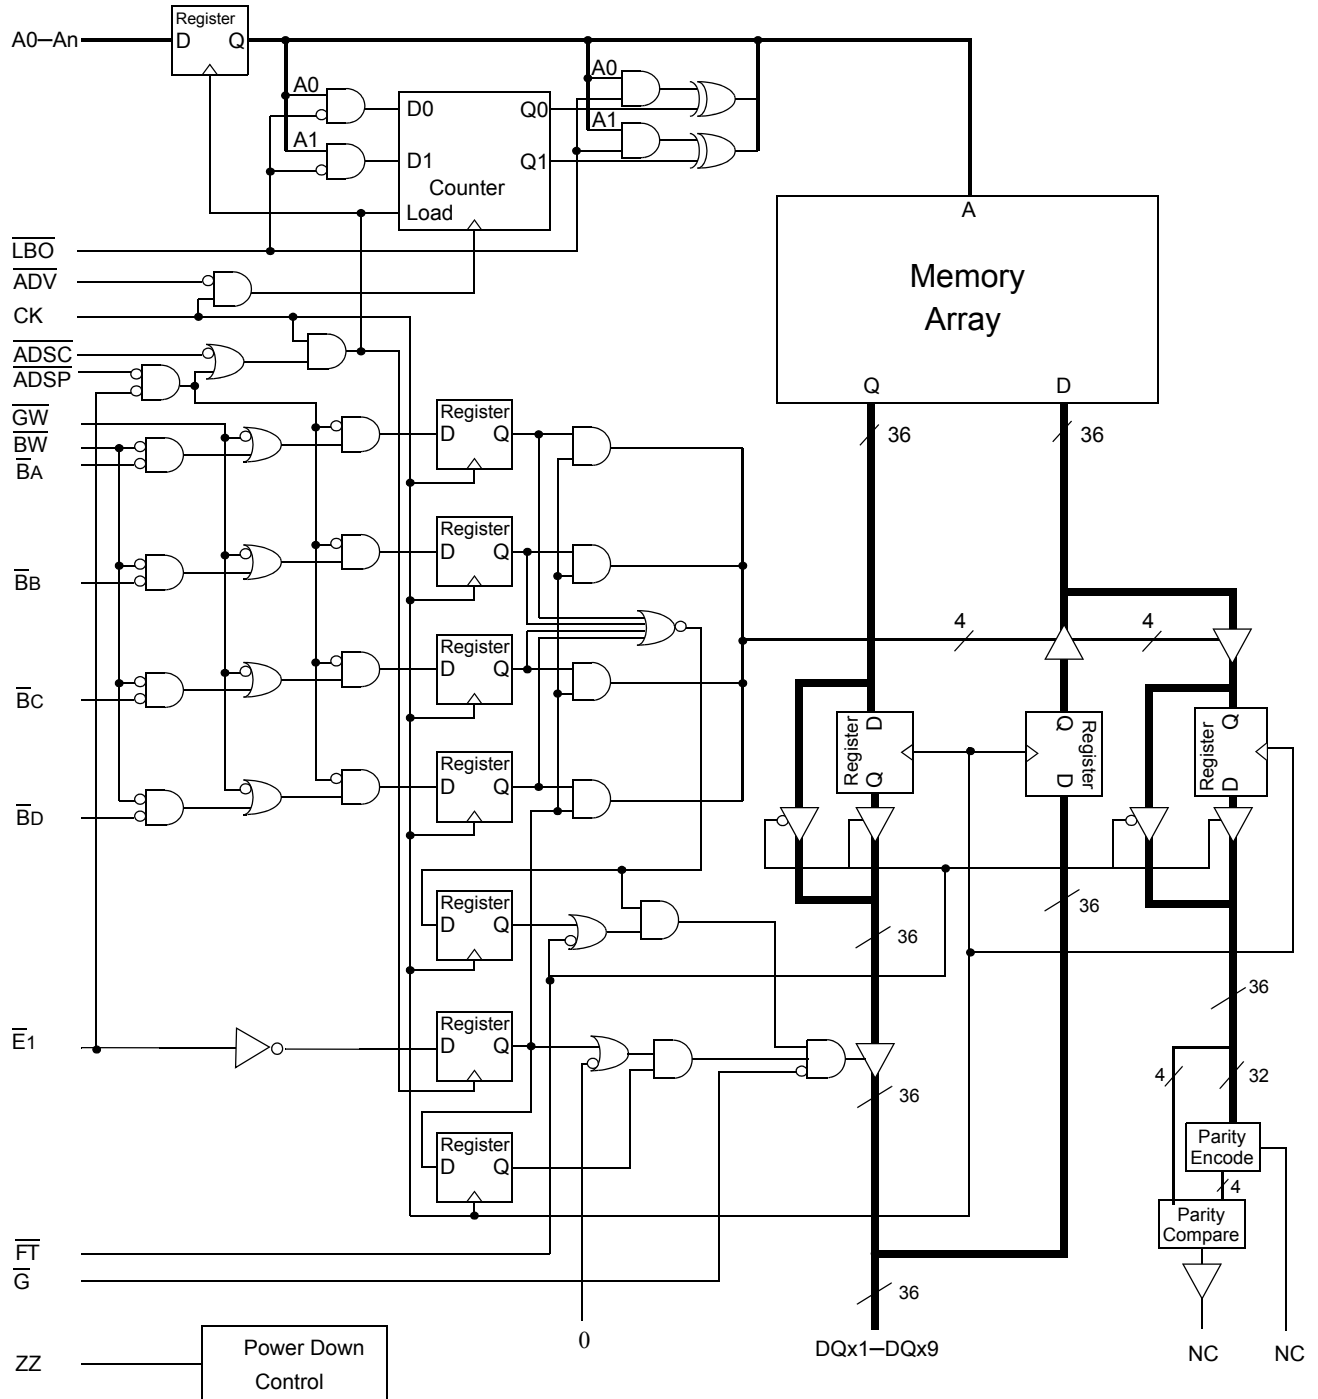 A0–An
Register
D Q
A0
A1
D0
D1
Q0
Q1
Counter
Load
A0
A1
A
Memory
Array
Q D
36
36
LBO
ADV
CK
ADSC
ADSP
GW
BW
BA
BB
BC
BD
Register
D Q
Register
D Q
Register
D Q
Register
D Q
4
4
Register
D
Q
Register
Q
D
Register
Q
D
Register
D Q
36
36
36
E1
Register
D Q
36
4
32
Register
D Q
Parity
Encode
4
Parity
Compare
FT
G
36
0
DQx1–DQx9
NC
NC
ZZ
Power Down
Control